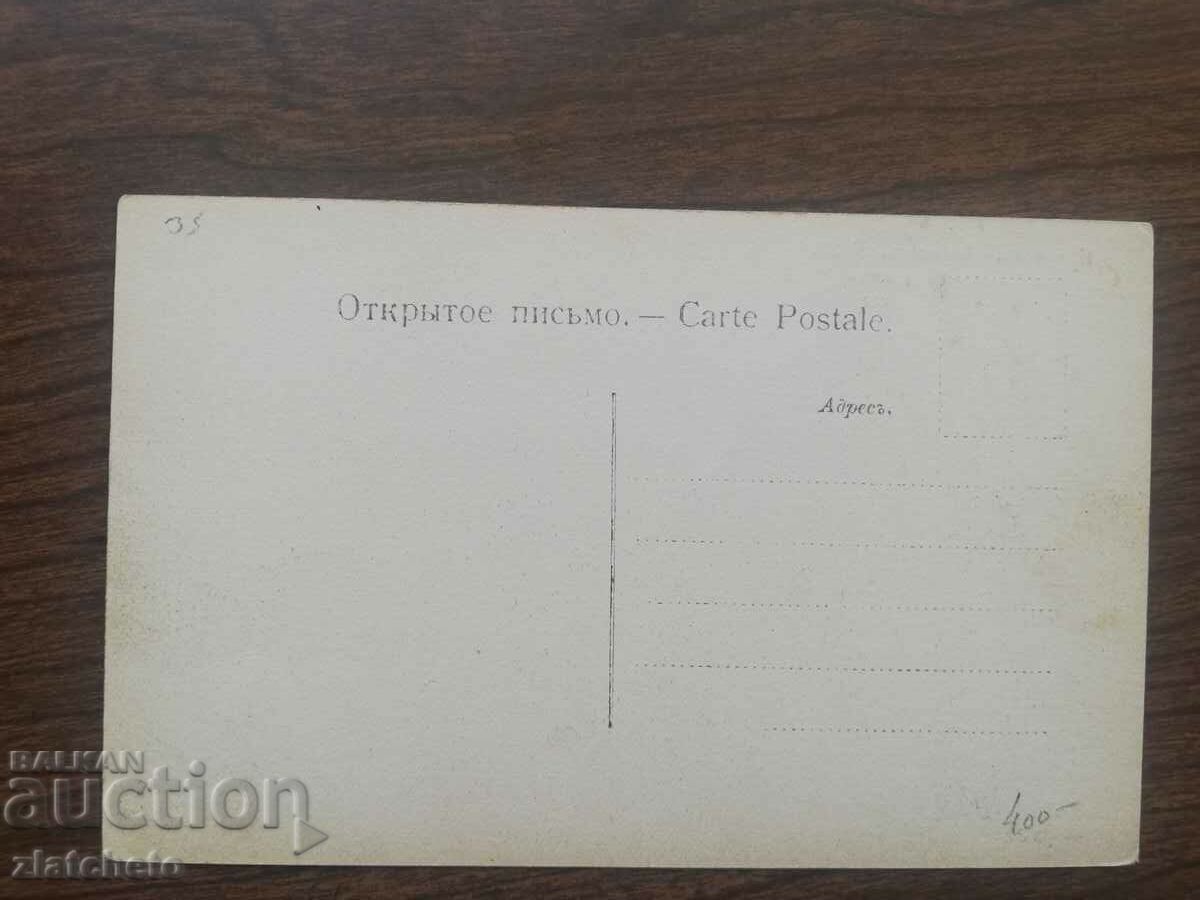 35
Открытое письмо. — Carte Postale.
Адресъ.
400-
BALKAN
auction
zlatcheto